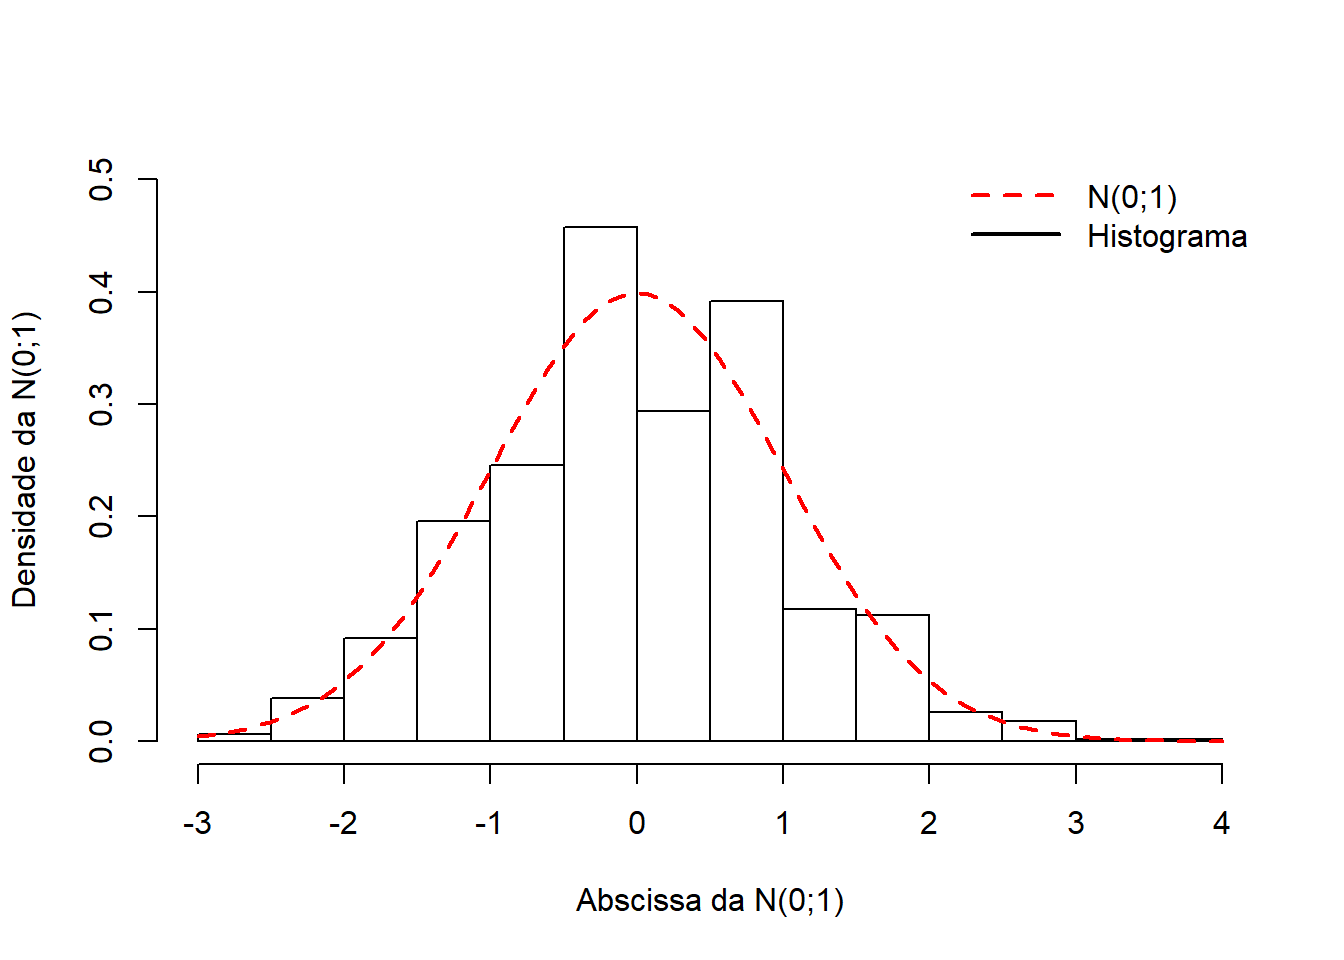 N(0;1)
Histograma
Densidade da N(0;1)
0.5
0.4
0.3
0.2
0.1
0.0
-3 -2 -1 0 1 2 3 4
Abscissa da N(0;1)